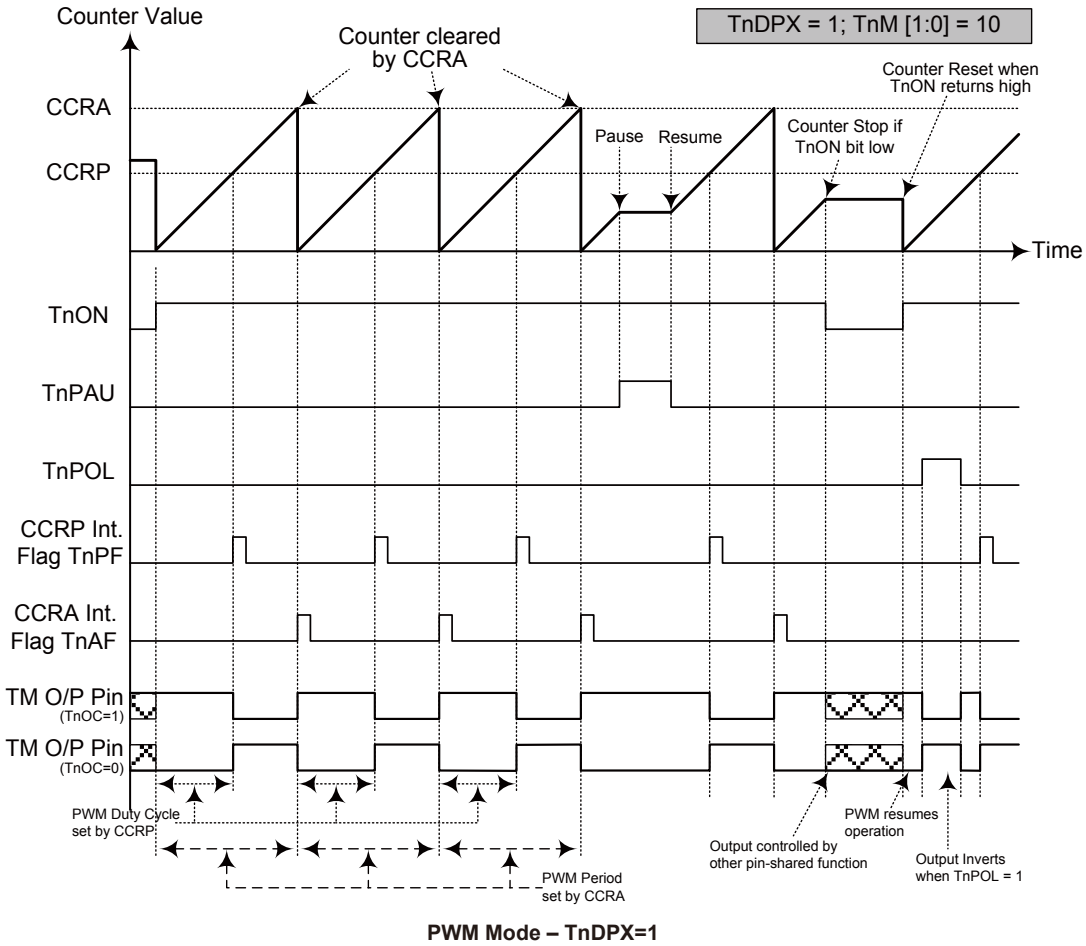 Counter Value
TnDPX = 1; TnM [1:0] = 10
Counter cleared
by CCRA
Counter Reset when
TnON returns high
CCRA
Pause
Resume
Counter Stop if
TnON bit low
CCRP
Time
TnON
TnPAU
TnPOL
CCRP Int.
Flag TnPF
CCRA Int.
Flag TnAF
TM O/P Pin
(TnOC=1)
TM O/P Pin
(TnOC=0)
PWM Duty Cycle
set by CCRP
PWM resumes
operation
Output controlled by
other pin-shared function
Output Inverts
when TnPOL = 1
PWM Period
set by CCRA
PWM Mode – TnDPX=1